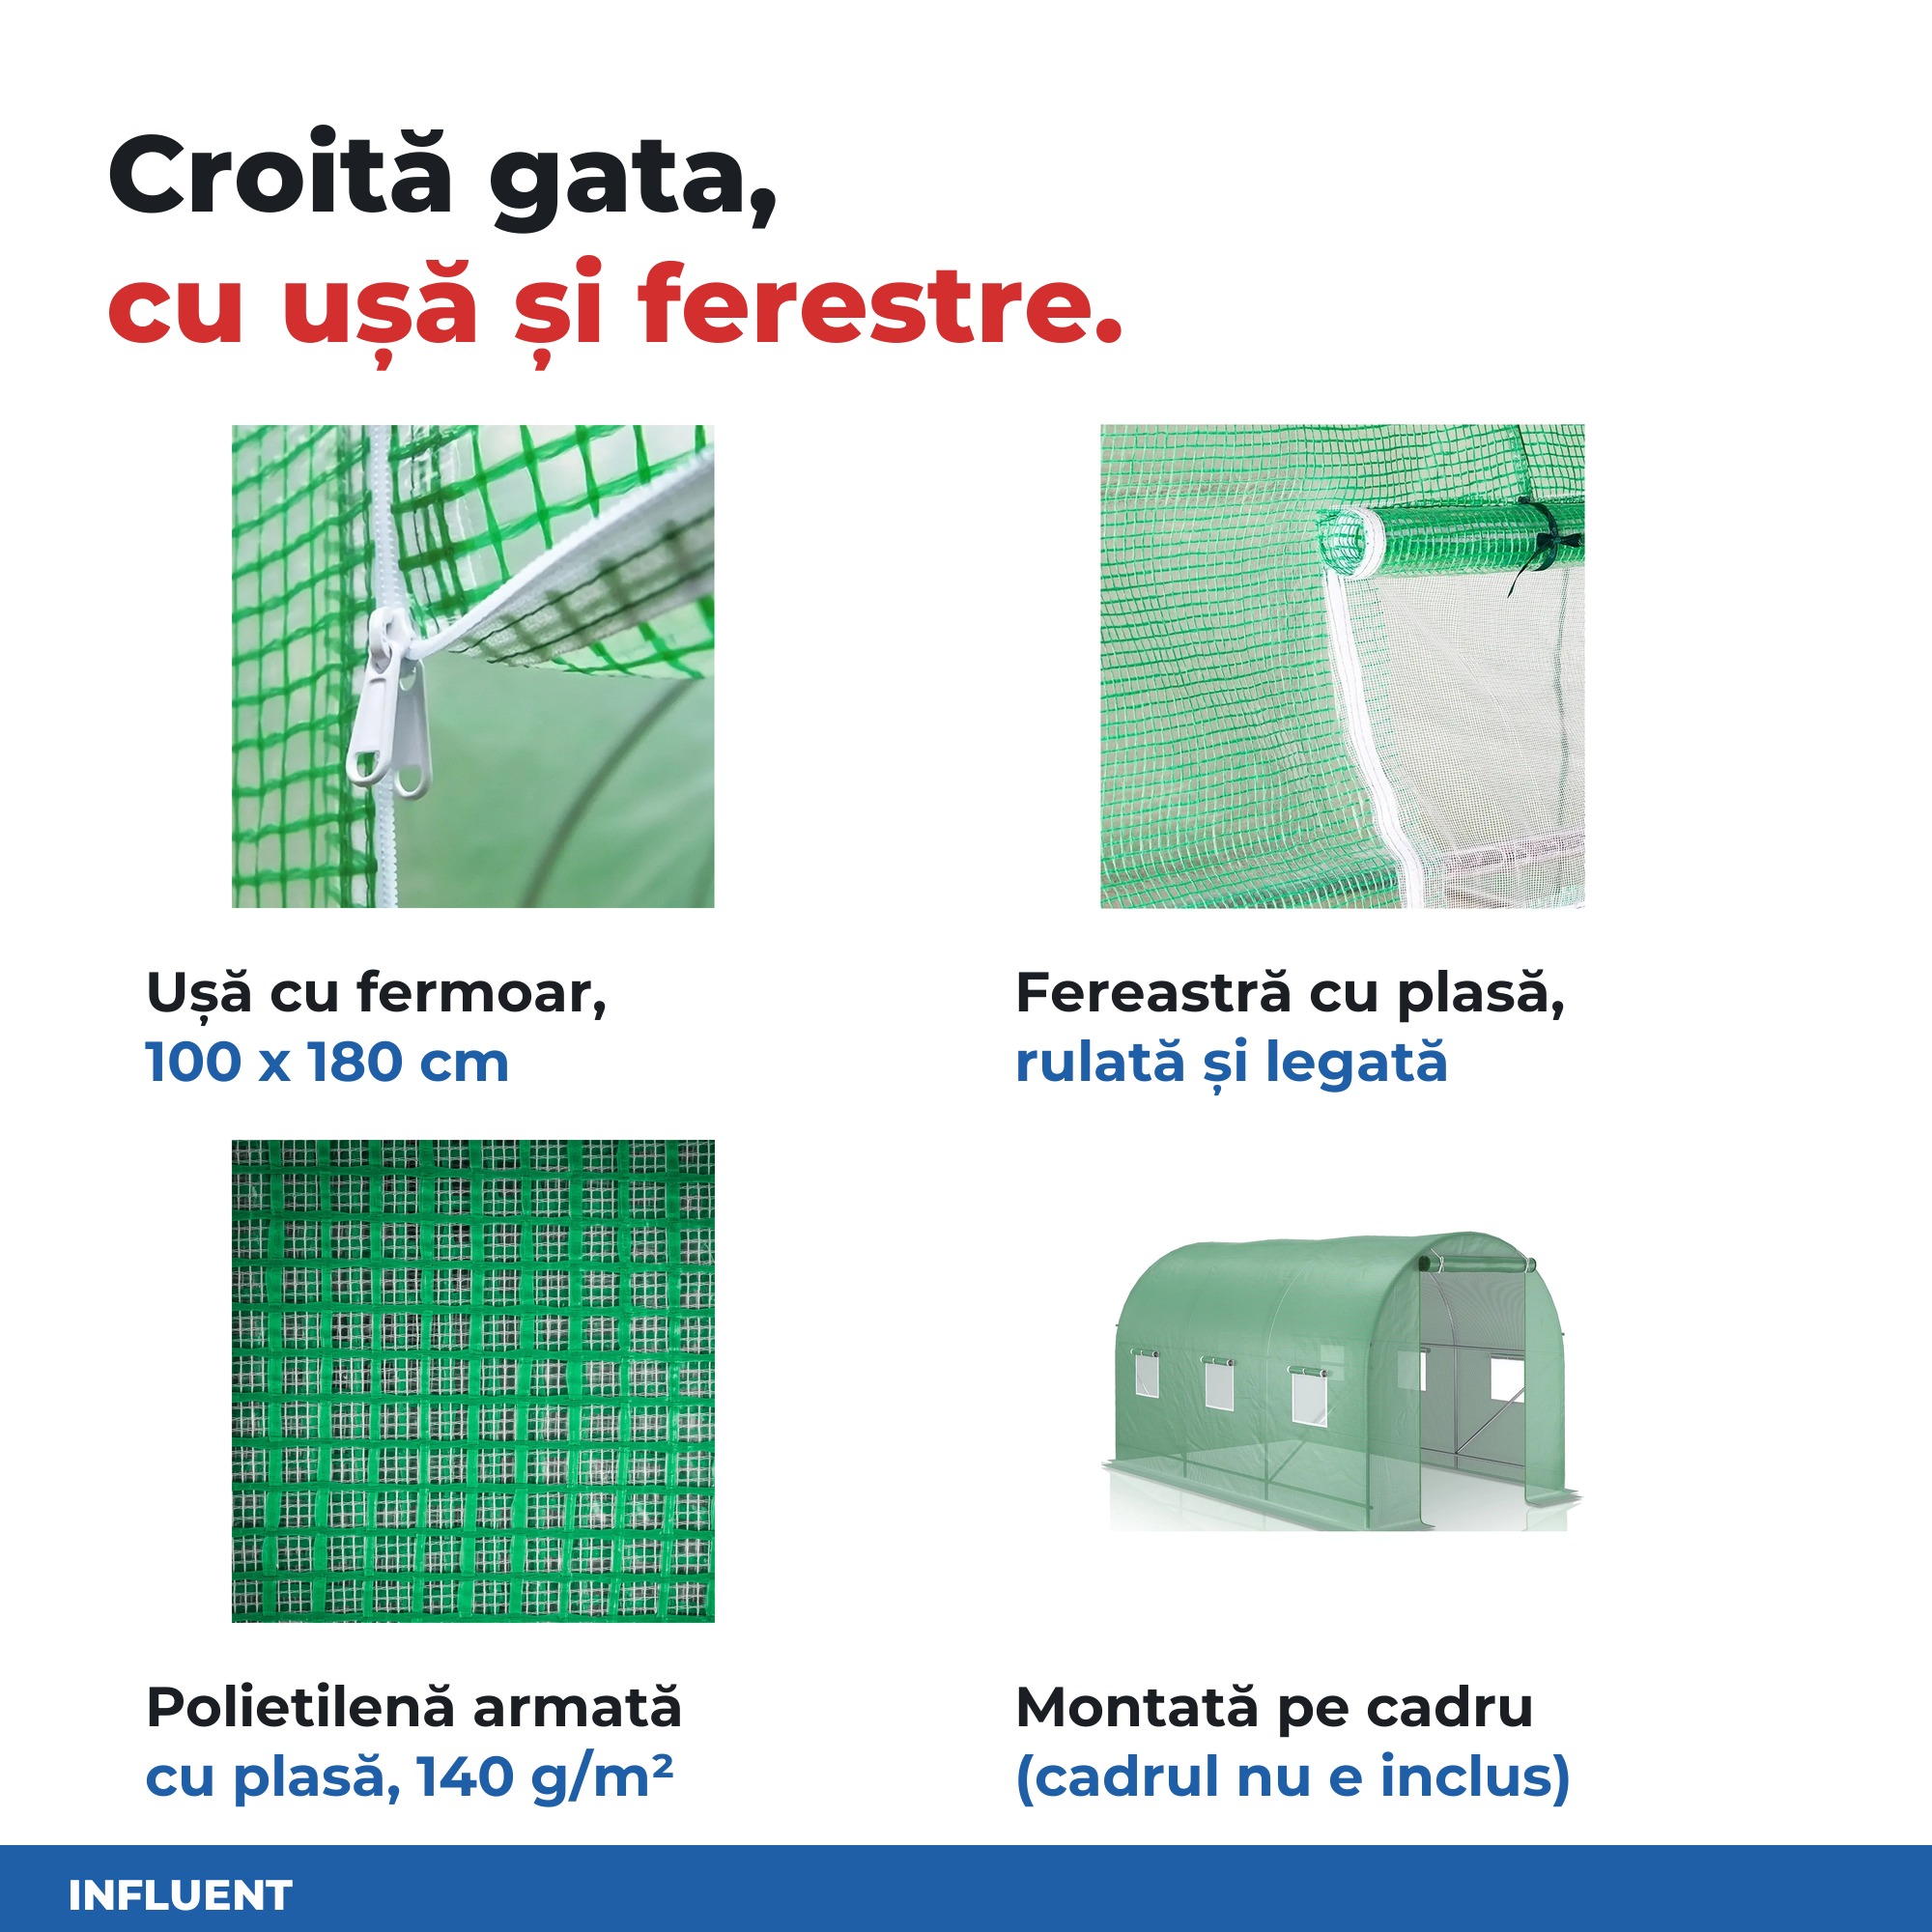 Croită gata,
cu ușă și ferestre.
Ușă cu fermoar,
100 x 180 cm
Fereastră cu plasă,
rulată și legată
Polietilenă armată
cu plasă, 140 g/m²
Montată pe cadru
(cadrul nu e inclus)
INFLUENT